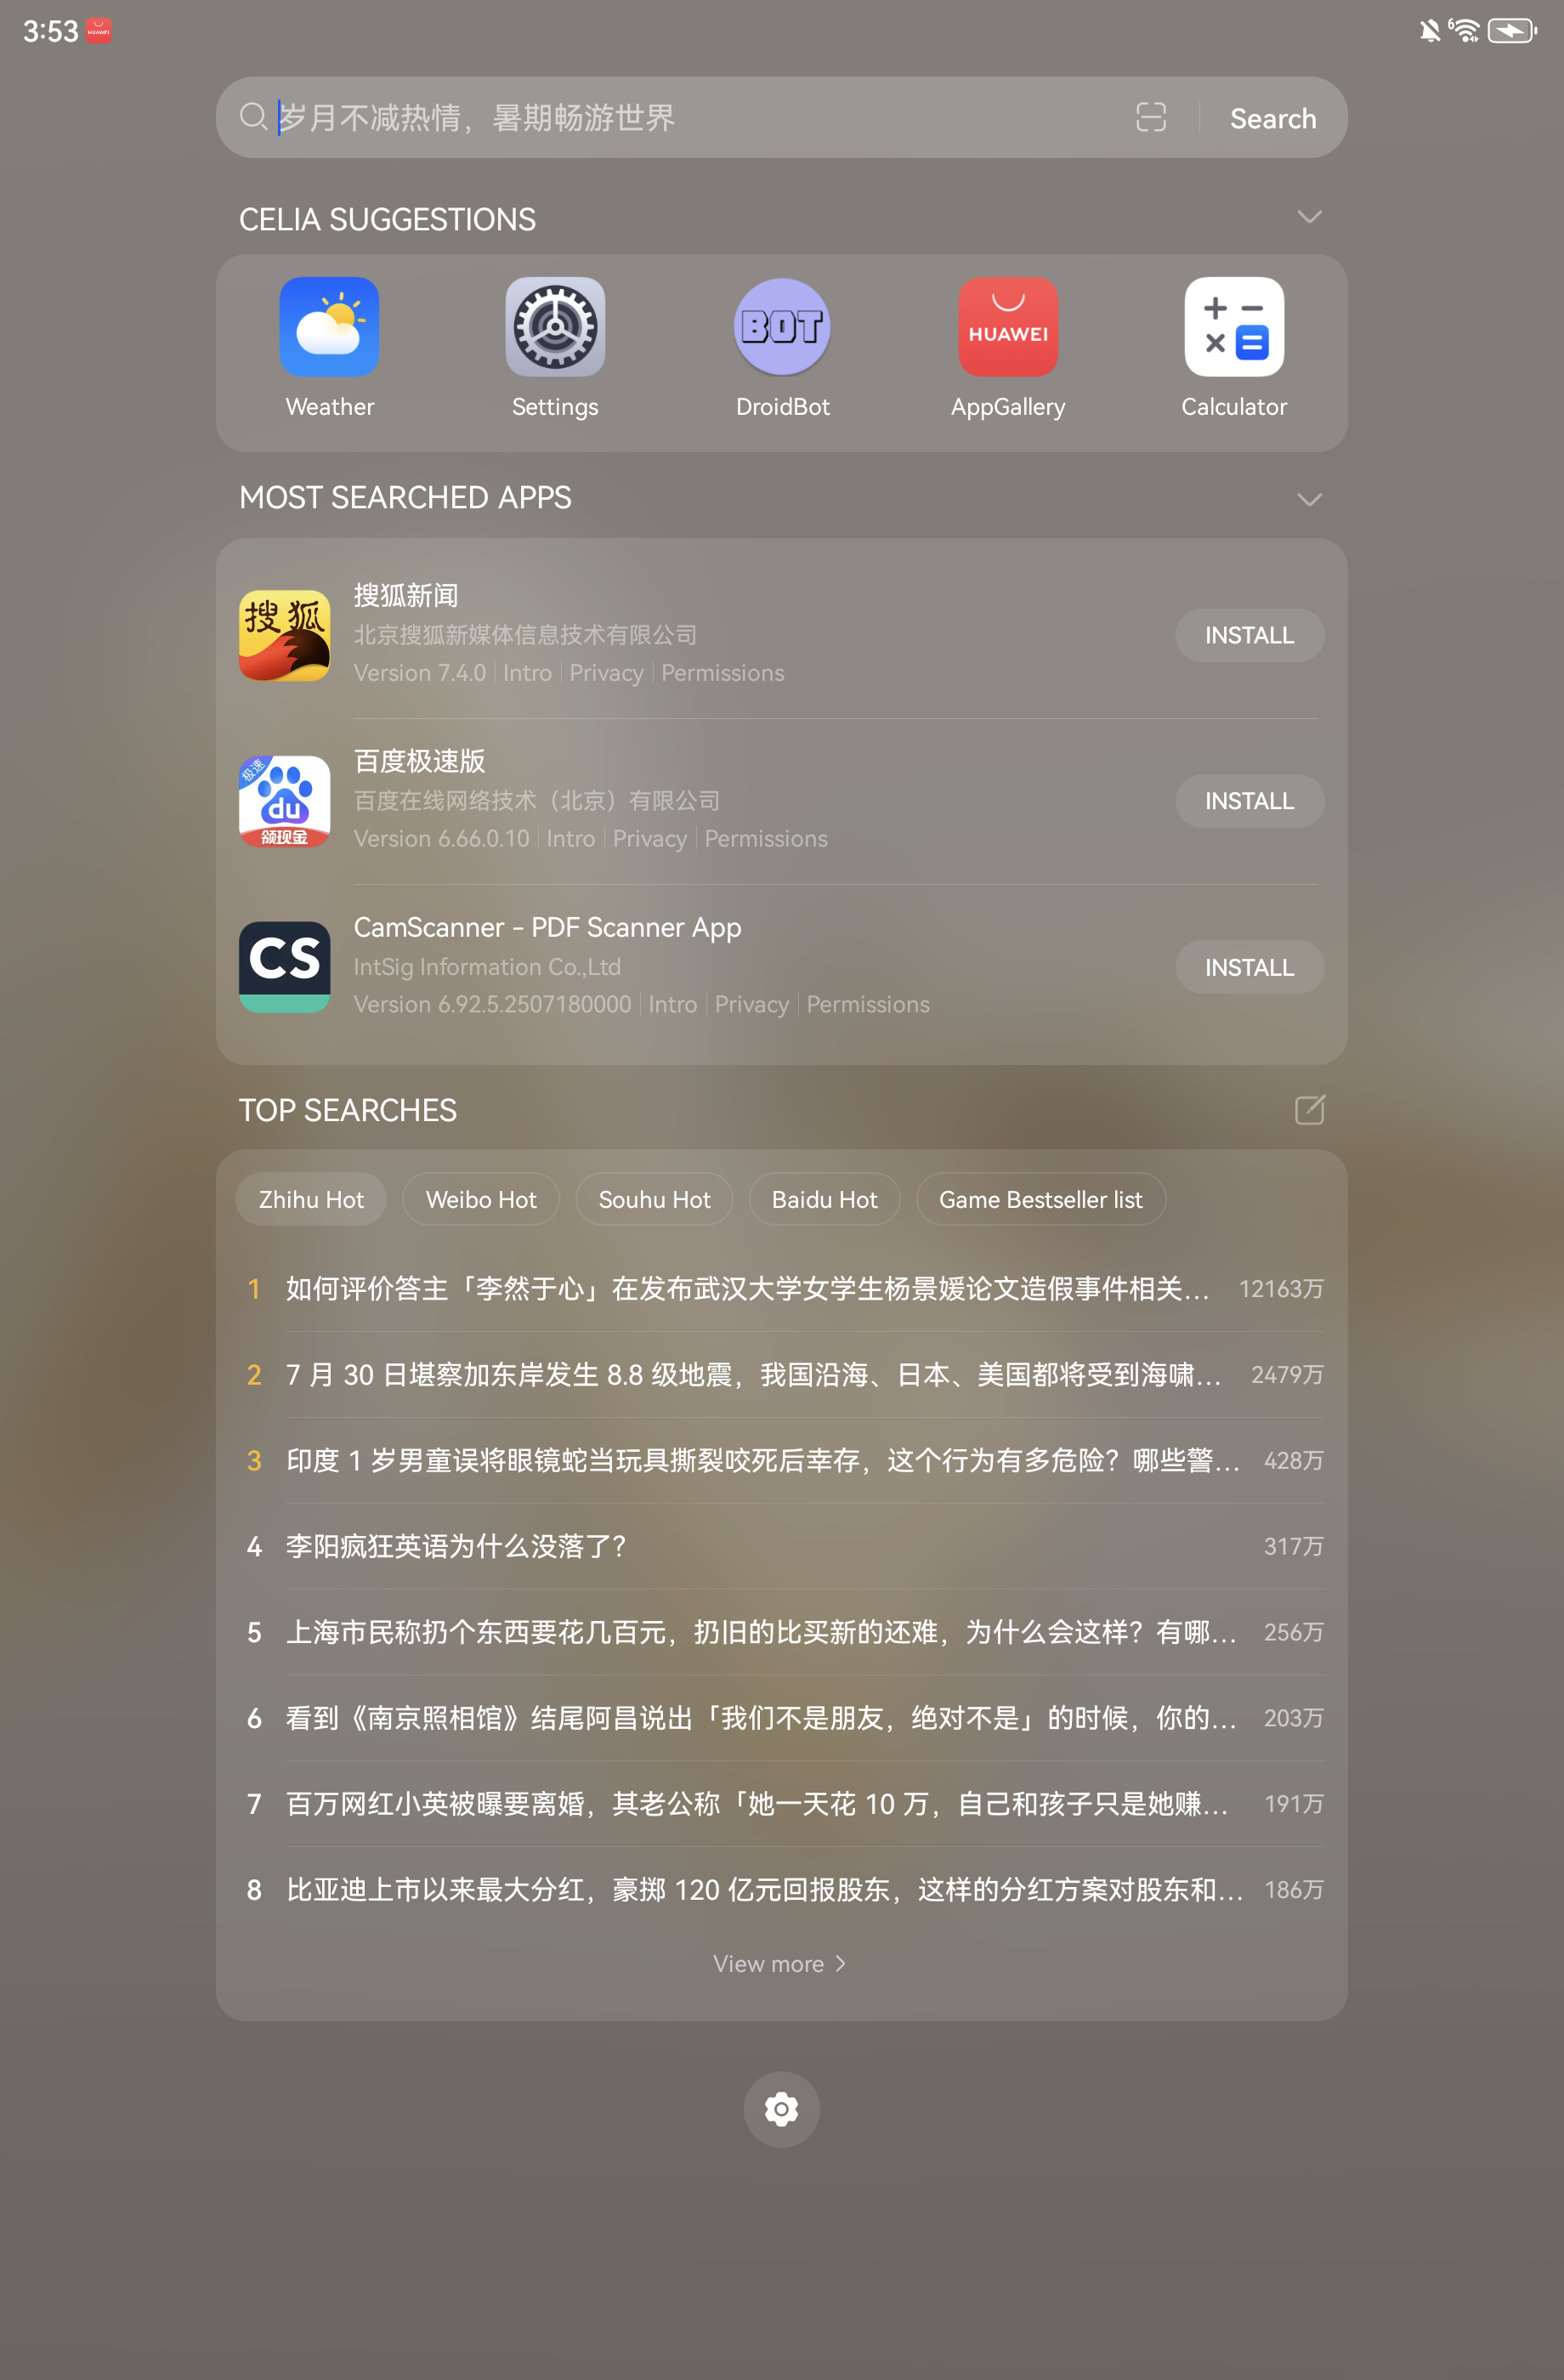 3:53
HUAWEI
6
岁月不减热情，暑期畅游世界
Search
CELIA SUGGESTIONS
BOT
HUAWEI
Weather
Settings
DroidBot
AppGallery
Calculator
MOST SEARCHED APPS
搜狐
搜狐新闻
北京搜狐新媒体信息技术有限公司
Version 7.4.0 Intro Privacy Permissions
INSTALL
极速
du
领现金
百度极速版
百度在线网络技术（北京）有限公司
Version 6.66.0.10 Intro Privacy Permissions
INSTALL
CS
CamScanner - PDF Scanner App
IntSig Information Co.,Ltd
Version 6.92.5.2507180000 Intro Privacy Permissions
INSTALL
TOP SEARCHES
Zhihu Hot
Weibo Hot
Souhu Hot
Baidu Hot
Game Bestseller list
1 如何评价答主「李然于心」在发布武汉大学女学生杨景媛论文造假事件相关... 12163万
2 7 月 30 日堪察加东岸发生 8.8 级地震，我国沿海、日本、美国都将受到海啸... 2479万
3 印度 1 岁男童误将眼镜蛇当玩具撕裂咬死后幸存，这个行为有多危险？哪些警... 428万
4 李阳疯狂英语为什么没落了？ 317万
5 上海市民称扔个东西要花几百元，扔旧的比买新的还难，为什么会这样？有哪... 256万
6 看到《南京照相馆》结尾阿昌说出「我们不是朋友，绝对不是」的时候，你的... 203万
7 百万网红小英被曝要离婚，其老公称「她一天花 10 万，自己和孩子只是她赚... 191万
8 比亚迪上市以来最大分红，豪掷 120 亿元回报股东，这样的分红方案对股东和... 186万
View more